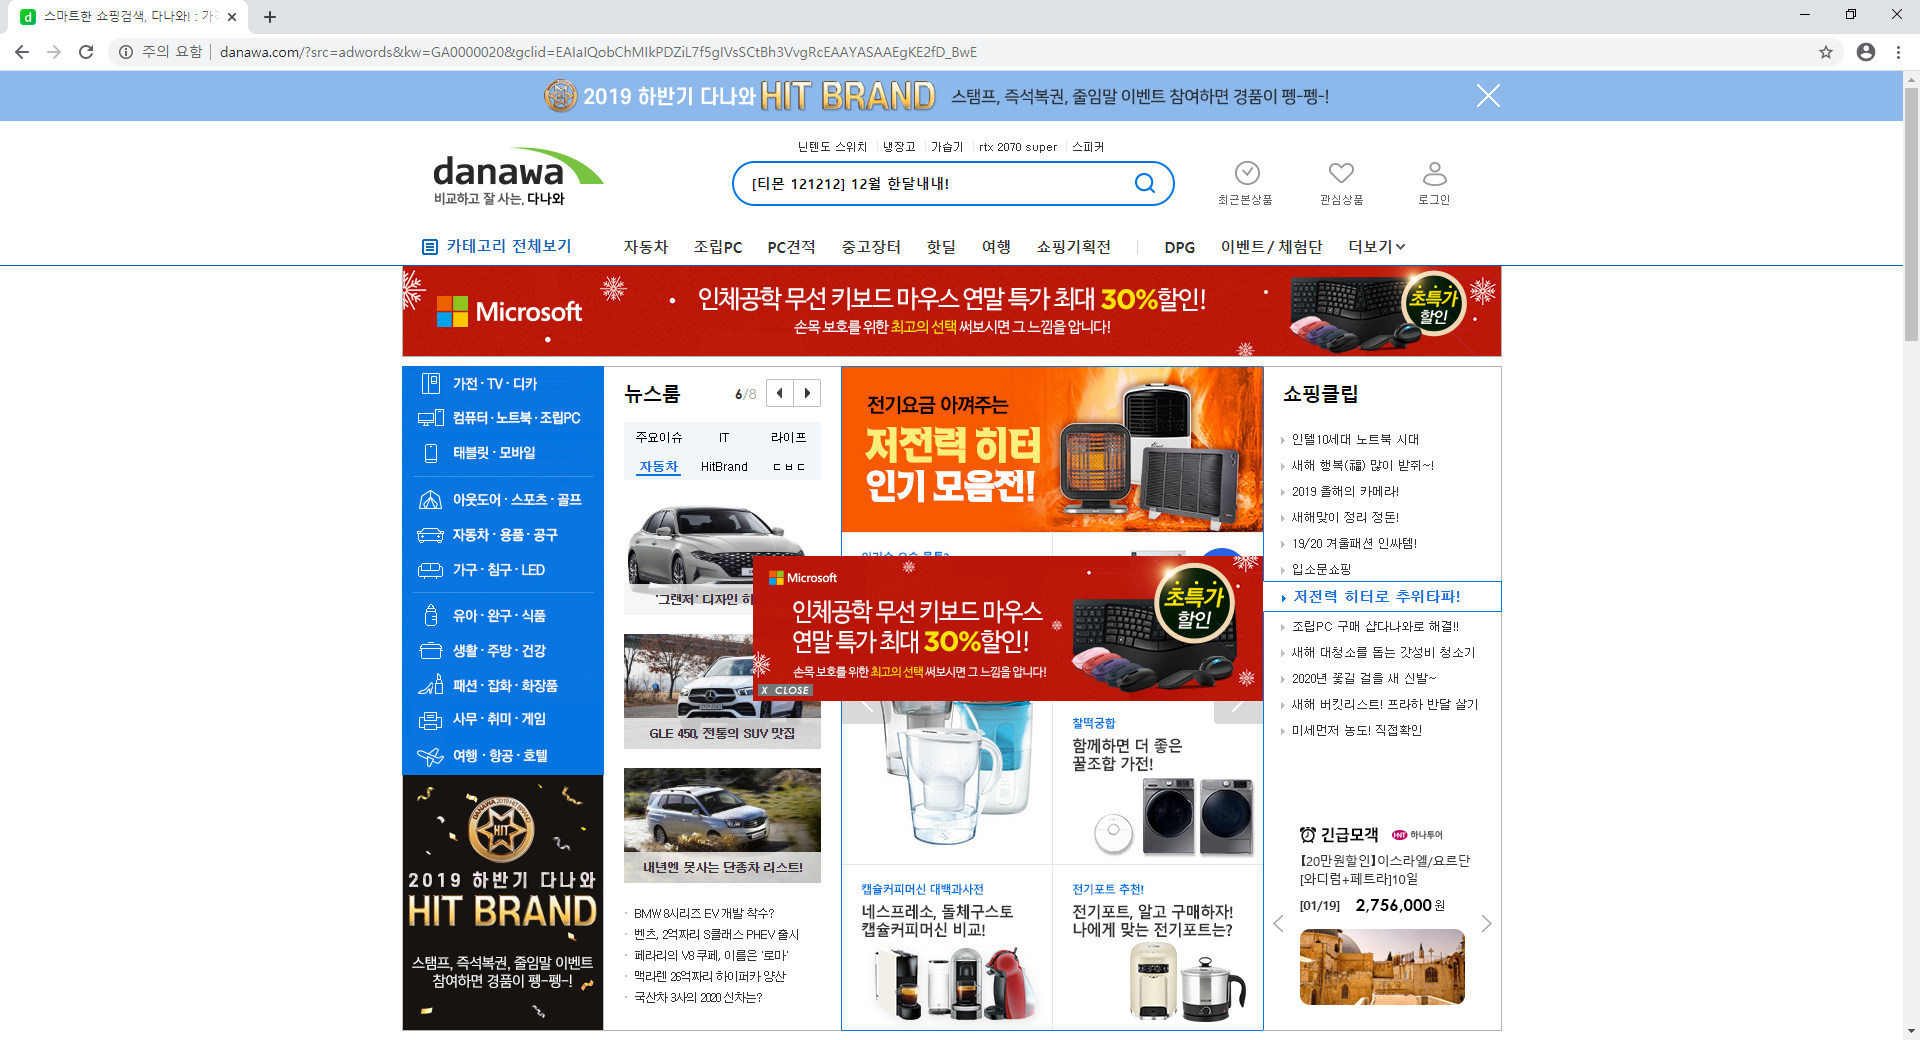 스마트한 쇼핑검색, 다나와! : 가격
주의 요함
danawa.com/?src=adwords&kw=GA0000020&gclid=EAIaIQobChMIkPDZiL7f5gIVsSCtBh3VvgRcEAAYASAAEgKE2fD_BwE
2019 하반기 다나와 HIT BRAND 스탬프, 즉석복권, 줄임말 이벤트 참여하면 경품이 펭-펭-!
닌텐도 스위치 냉장고 가습기 rtx 2070 super 스피커
danawa
비교하고 잘 사는, 다나와
[티몬 121212] 12월 한달내내!
최근본상품 관심상품 로그인
카테고리 전체보기 자동차 조립PC PC견적 중고장터 핫딜 여행 쇼핑기획전 DPG 이벤트/체험단 더보기
Microsoft
인체공학 무선 키보드 마우스 연말 특가 최대 30%할인!
손목 보호를 위한 최고의 선택 써보시면 그 느낌을 압니다!
초특가
할인
가전 · TV · 디카
컴퓨터 · 노트북 · 조립PC
태블릿 · 모바일
아웃도어 · 스포츠 · 골프
자동차 · 용품 · 공구
가구 · 침구 · LED
유아 · 완구 · 식품
생활 · 주방 · 건강
패션 · 잡화 · 화장품
사무 · 취미 · 게임
여행 · 항공 · 호텔
DANAWA 2019 HIT BRAND
HIT
2019 하반기 다나와
HIT BRAND
스탬프, 즉석복권, 줄임말 이벤트
참여하면 경품이 펭-펭-!
뉴스룸
6/8
주요이슈 IT 라이프
자동차 HitBrand ㄷㅂㄷ
'그랜저' 디자인
GLE 450, 전통의 SUV 맛집
내년엔 못사는 단종차 리스트!
BMW 8시리즈 EV 개발 착수?
벤츠, 2억짜리 S클래스 PHEV 출시
페라리의 V8 쿠페, 이름은 '로마'
맥라렌 26억짜리 하이퍼카 양산
국산차 3사의 2020 신차는?
전기요금 아껴주는
저전력 히터
인기 모음전!
Microsoft
인체공학 무선 키보드 마우스
연말 특가 최대 30%할인!
손목 보호를 위한 최고의 선택 써보시면 그 느낌을 압니다!
초특가
할인
X CLOSE
찰떡궁합
함께하면 더 좋은
꿀조합 가전!
캡슐커피머신 대백과사전
네스프레소, 돌체구스토
캡슐커피머신 비교!
전기포트 추천!
전기포트, 알고 구매하자!
나에게 맞는 전기포트는?
쇼핑클립
인텔10세대 노트북 시대
새해 행복(福) 많이 받쥐~!
2019 올해의 카메라!
새해맞이 정리 정돈!
19/20 겨울패션 인싸템!
입소문쇼핑
저전력 히터로 추위타파!
조립PC 구매 샵다나와로 해결!!
새해 대청소를 돕는 갓성비 청소기
2020년 꽃길 걸을 새 신발~
새해 버킷리스트! 프라하 반달 살기
미세먼저 농도! 직접확인
긴급모객 HNT 하나투어
【20만원할인】이스라엘/요르단
[와디럼+페트라]10일
[01/19] 2,756,000원